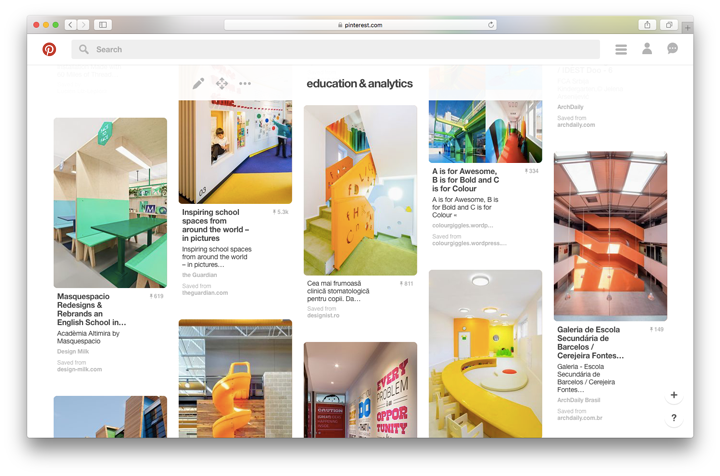 pinterest.com
Search
education & analytics
Masquespacio
Redesigns &
Rebrands an
English School in...
619
Acadèmia Altimira by
Masquespacio
Design Milk
Saved from
design-milk.com
03
Inspiring school
spaces from
around the world –
in pictures
5.3k
Inspiring school spaces
from around the world
– in pictures...
the Guardian
Saved from
theguardian.com
Cea mai frumoasă
clinică stomatologică
pentru copii. Da...
811
Saved from
designist.ro
CAUTION
EVERY
PROBLEM
IS AN
OPPOR
TUNITY
DO
A is for Awesome,
B is for Bold and C
is for Colour
334
A is for Awesome, B is
for Bold and C is for
Colour «
colourgiggles.wordp...
Saved from
colourgiggles.wordpress....
ArchDaily
Saved from
archdaily.com
Galeria de Escola
Secundária de
Barcelos /
Cerejeira Fontes...
149
Galeria - Escola
Secundária de
Barcelos / Cerejeira
Fontes...
ArchDaily Brasil
Saved from
archdaily.com.br
+
?